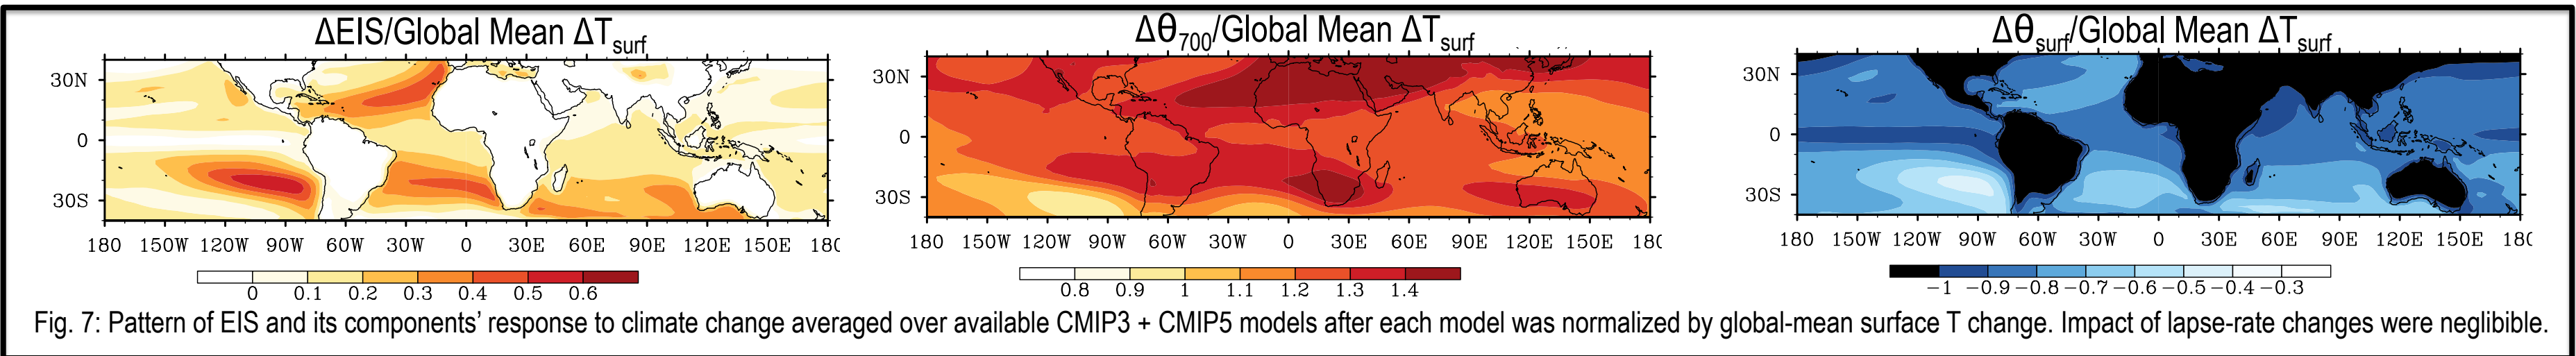 ΔEIS/Global Mean ΔTsurf
Δθ700/Global Mean ΔTsurf
Δθsurf/Global Mean ΔTsurf
30N
0
30S
180 150W 120W 90W 60W 30W 0 30E 60E 90E 120E 150E
0 0.1 0.2 0.3 0.4 0.5 0.6
30N
0
30S
180 150W 120W 90W 60W 30W 0 30E 60E 90E 120E 150E
0.8 0.9 1 1.1 1.2 1.3 1.4
30N
0
30S
180 150W 120W 90W 60W 30W 0 30E 60E 90E 120E 150E
−1 −0.9 −0.8 −0.7 −0.6 −0.5 −0.4 −0.3
Fig. 7: Pattern of EIS and its components’ response to climate change averaged over available CMIP3 + CMIP5 models after each model was normalized by global-mean surface T change. Impact of lapse-rate changes were neglibible.